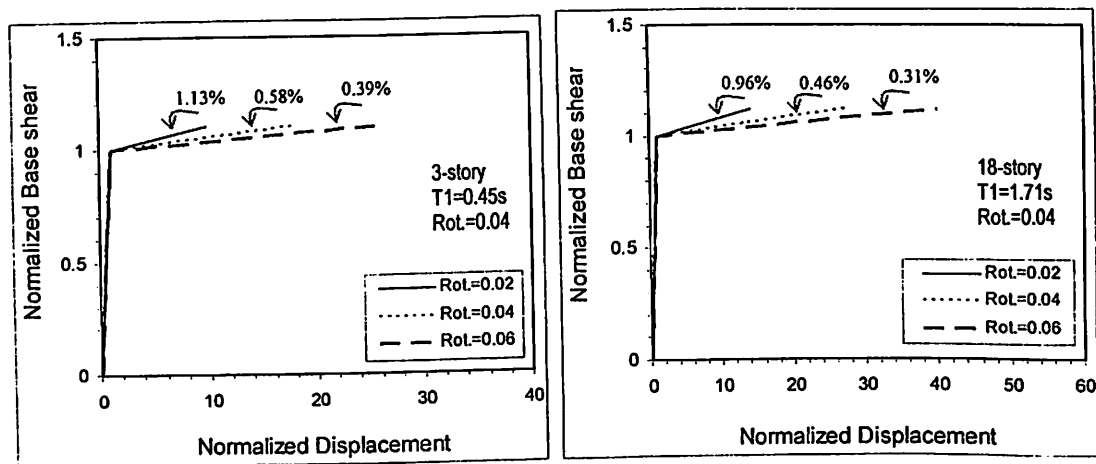 Normalized Base shear
1.5
1
0.5
0
0
10
20
30
40
1.13%
0.58%
0.39%
3-story
T1=0.45s
Rot.=0.04
Rot.=0.02
Rot.=0.04
Rot.=0.06
Normalized Displacement
Normalized Base shear
1.5
1
0.5
0
0
10
20
30
40
50
60
0.96%
0.46%
0.31%
18-story
T1=1.71s
Rot.=0.04
Rot.=0.02
Rot.=0.04
Rot.=0.06
Normalized Displacement